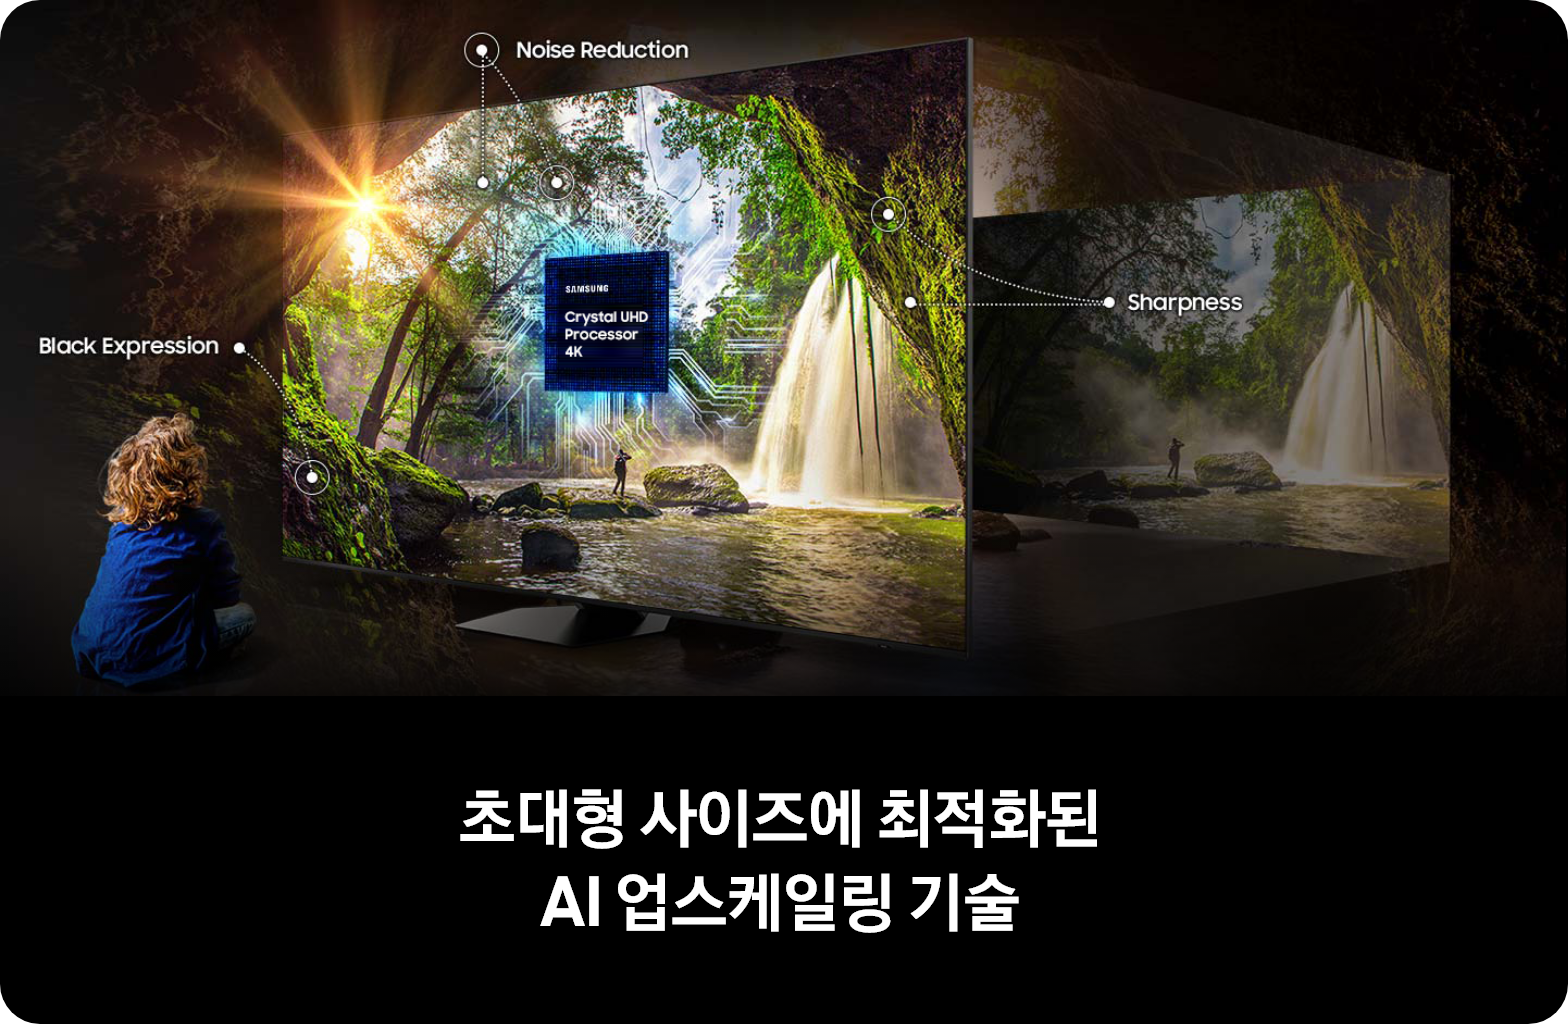 Noise Reduction
SAMSUNG
Crystal UHD
Processor
4K
Sharpness
Black Expression
초대형 사이즈에 최적화된
AI 업스케일링 기술